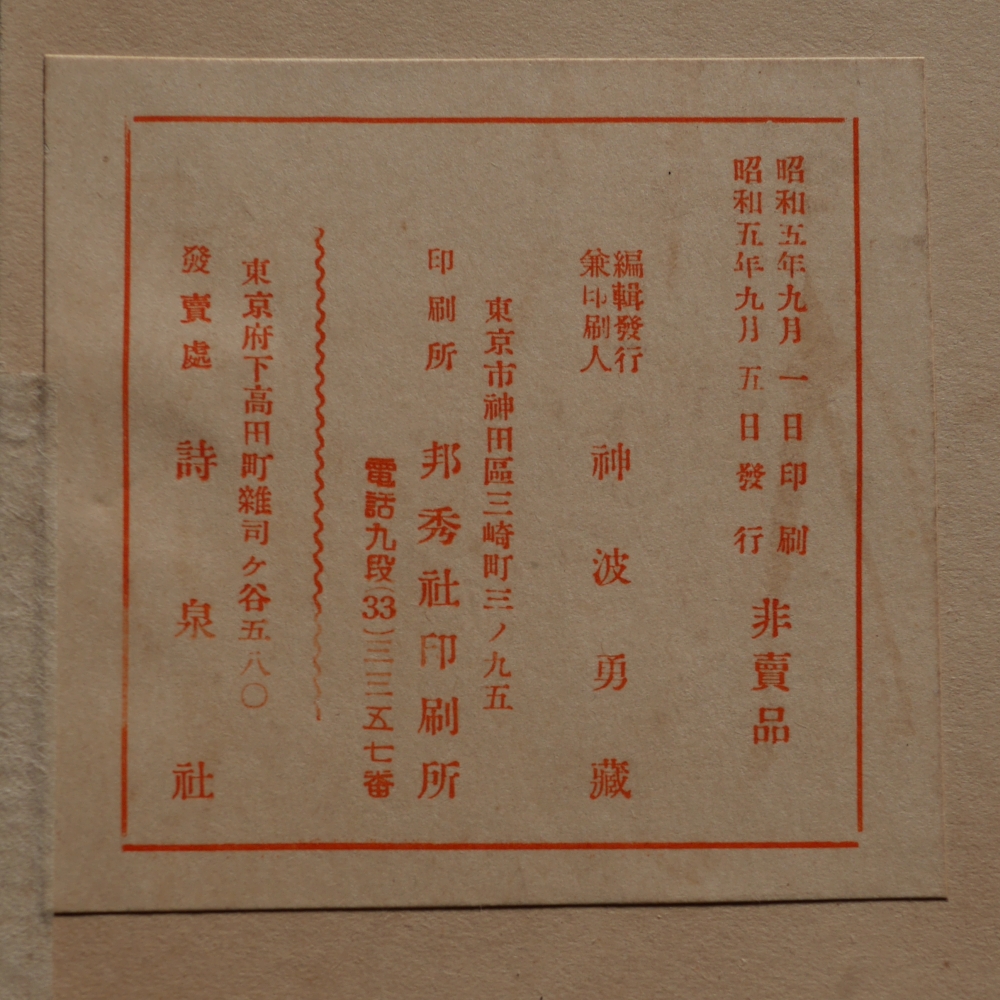 昭和五年九月一日印刷
昭和五年九月五日發行
非賣品
編輯發行
兼印刷人
神波勇藏
東京市神田區三崎町三ノ九五
印刷所 邦秀社印刷所
電話九段(33)三三五七番
東京府下高田町雜司ケ谷五八〇
發賣處 詩泉社